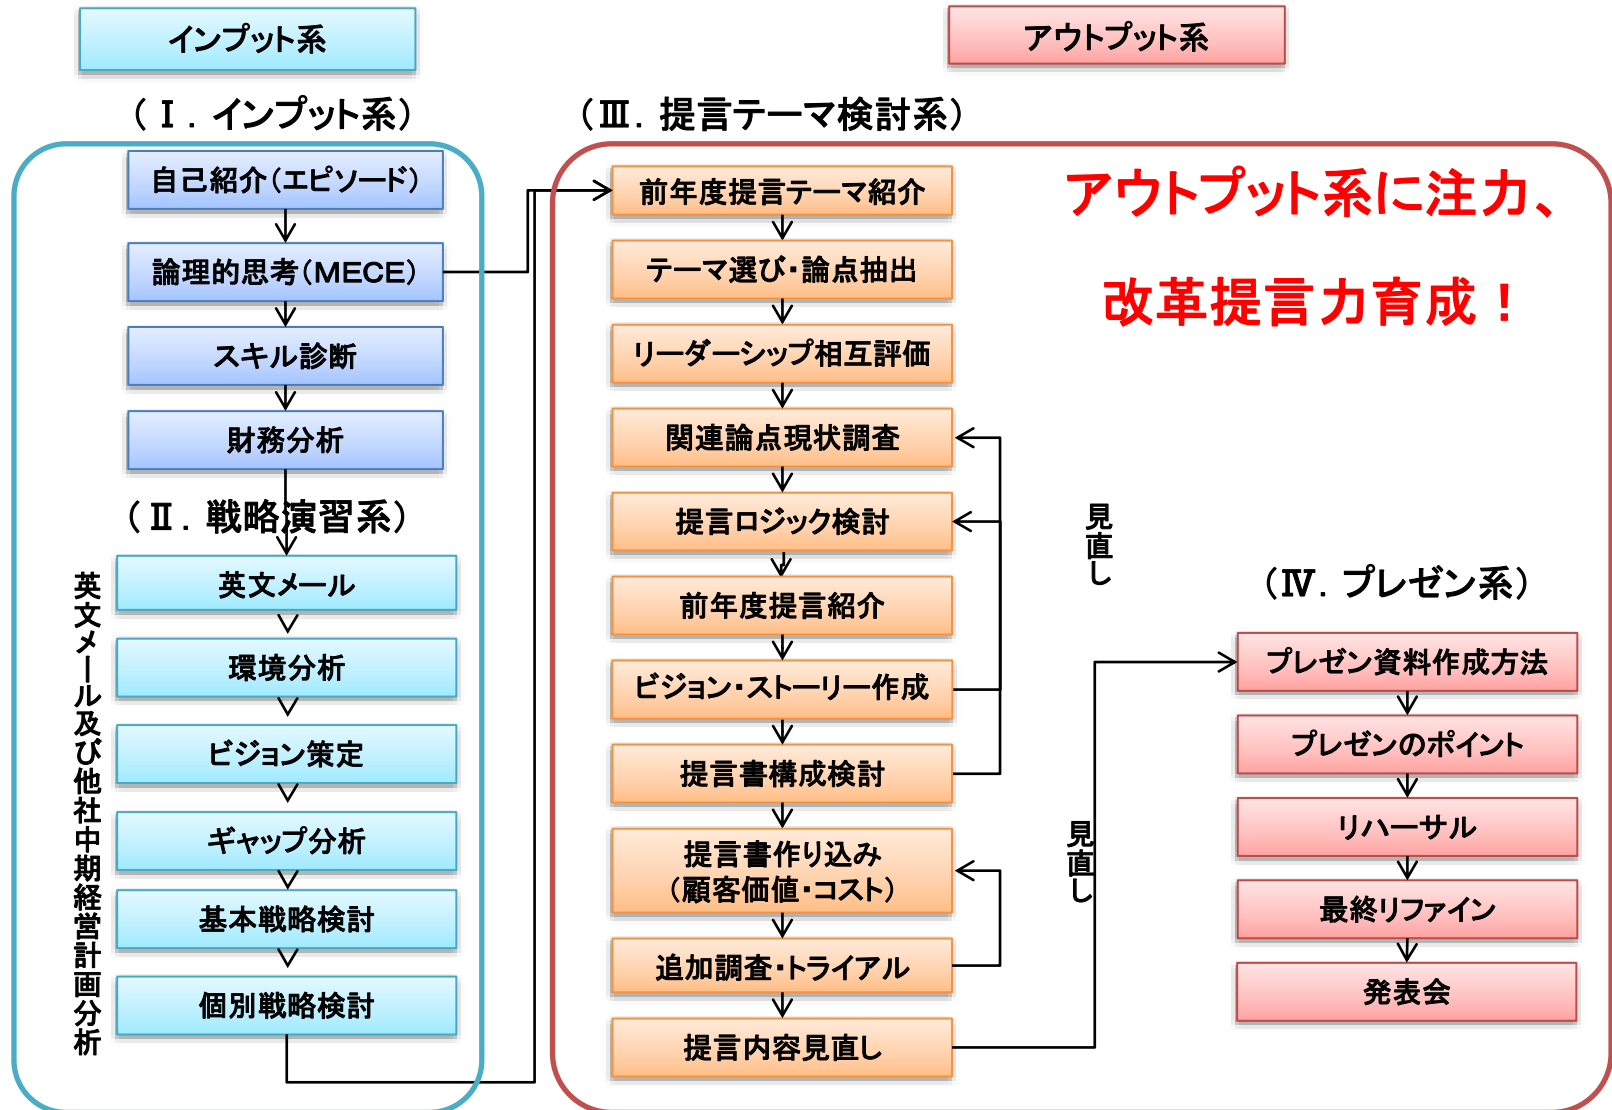 インプット系
アウトプット系
（Ⅰ．インプット系）
自己紹介（エピソード）
論理的思考（MECE）
スキル診断
財務分析
（Ⅱ．戦略演習系）
英文メール及び他社中期経営計画分析
英文メール
環境分析
ビジョン策定
ギャップ分析
基本戦略検討
個別戦略検討
（Ⅲ．提言テーマ検討系）
前年度提言テーマ紹介
テーマ選び・論点抽出
リーダーシップ相互評価
関連論点現状調査
提言ロジック検討
前年度提言紹介
ビジョン・ストーリー作成
提言書構成検討
提言書作り込み
（顧客価値・コスト）
追加調査・トライアル
提言内容見直し
見直し
見直し
アウトプット系に注力、
改革提言力育成！
（Ⅳ．プレゼン系）
プレゼン資料作成方法
プレゼンのポイント
リハーサル
最終リファイン
発表会